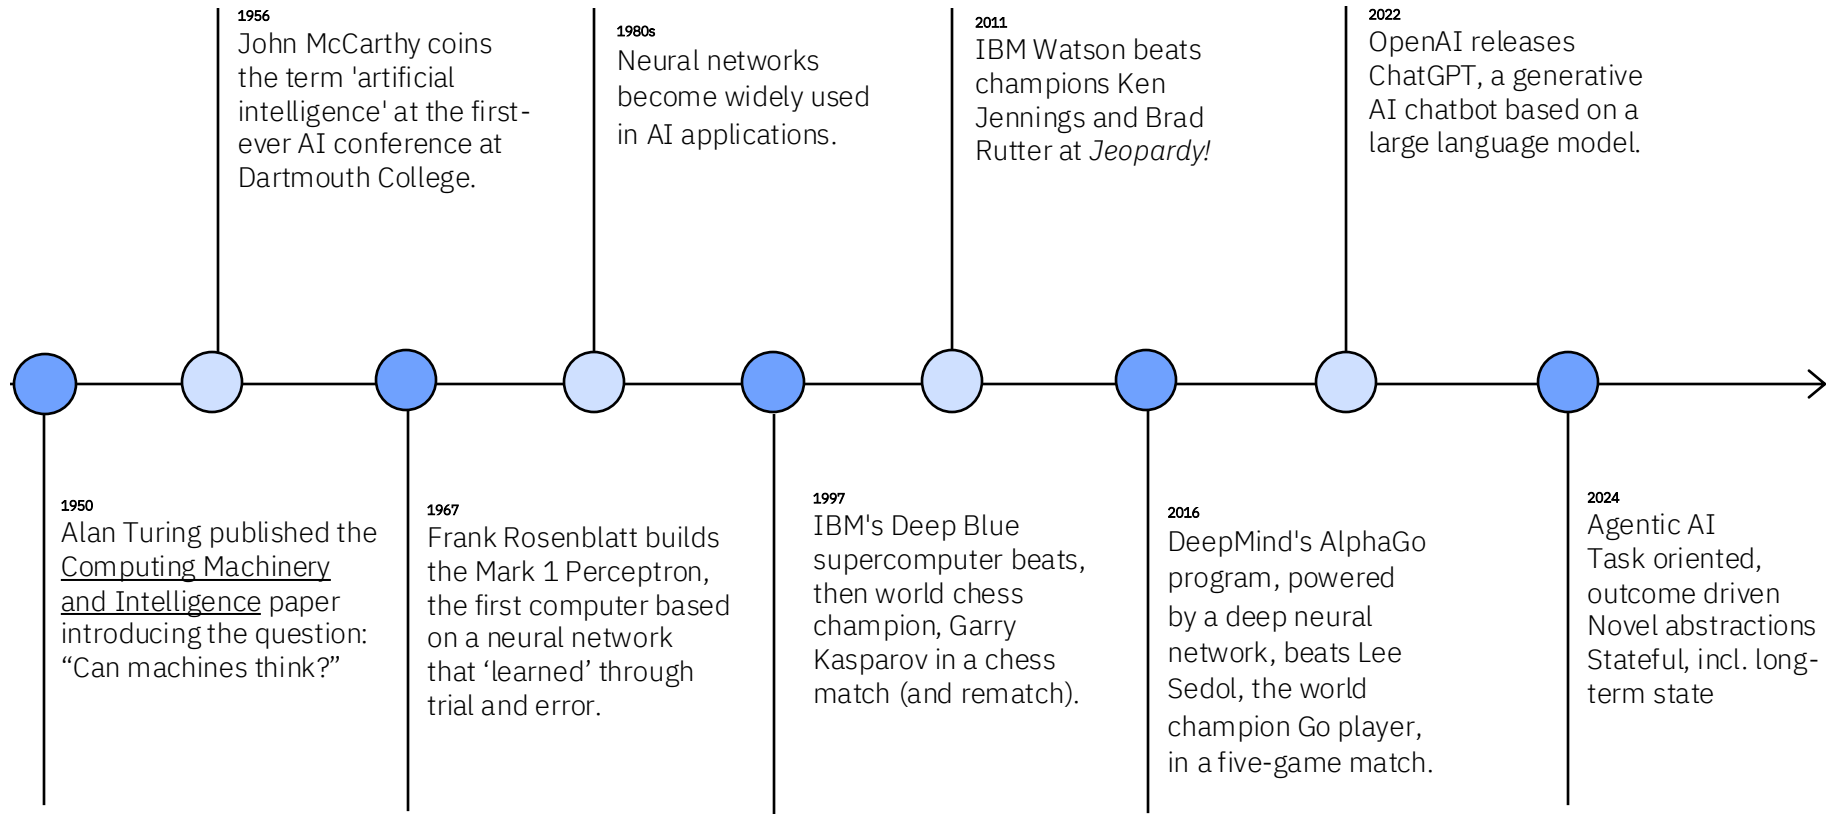 1956
John McCarthy coins
the term 'artificial
intelligence' at the first-
ever AI conference at
Dartmouth College.
1980s
Neural networks
become widely used
in AI applications.
2011
IBM Watson beats
champions Ken
Jennings and Brad
Rutter at Jeopardy!
2022
OpenAI releases
ChatGPT, a generative
AI chatbot based on a
large language model.
1950
Alan Turing published the
Computing Machinery
and Intelligence paper
introducing the question:
“Can machines think?”
1967
Frank Rosenblatt builds
the Mark 1 Perceptron,
the first computer based
on a neural network
that ‘learned’ through
trial and error.
1997
IBM's Deep Blue
supercomputer beats,
then world chess
champion, Garry
Kasparov in a chess
match (and rematch).
2016
DeepMind's AlphaGo
program, powered
by a deep neural
network, beats Lee
Sedol, the world
champion Go player,
in a five-game match.
2024
Agentic AI
Task oriented,
outcome driven
Novel abstractions
Stateful, incl. long-
term state